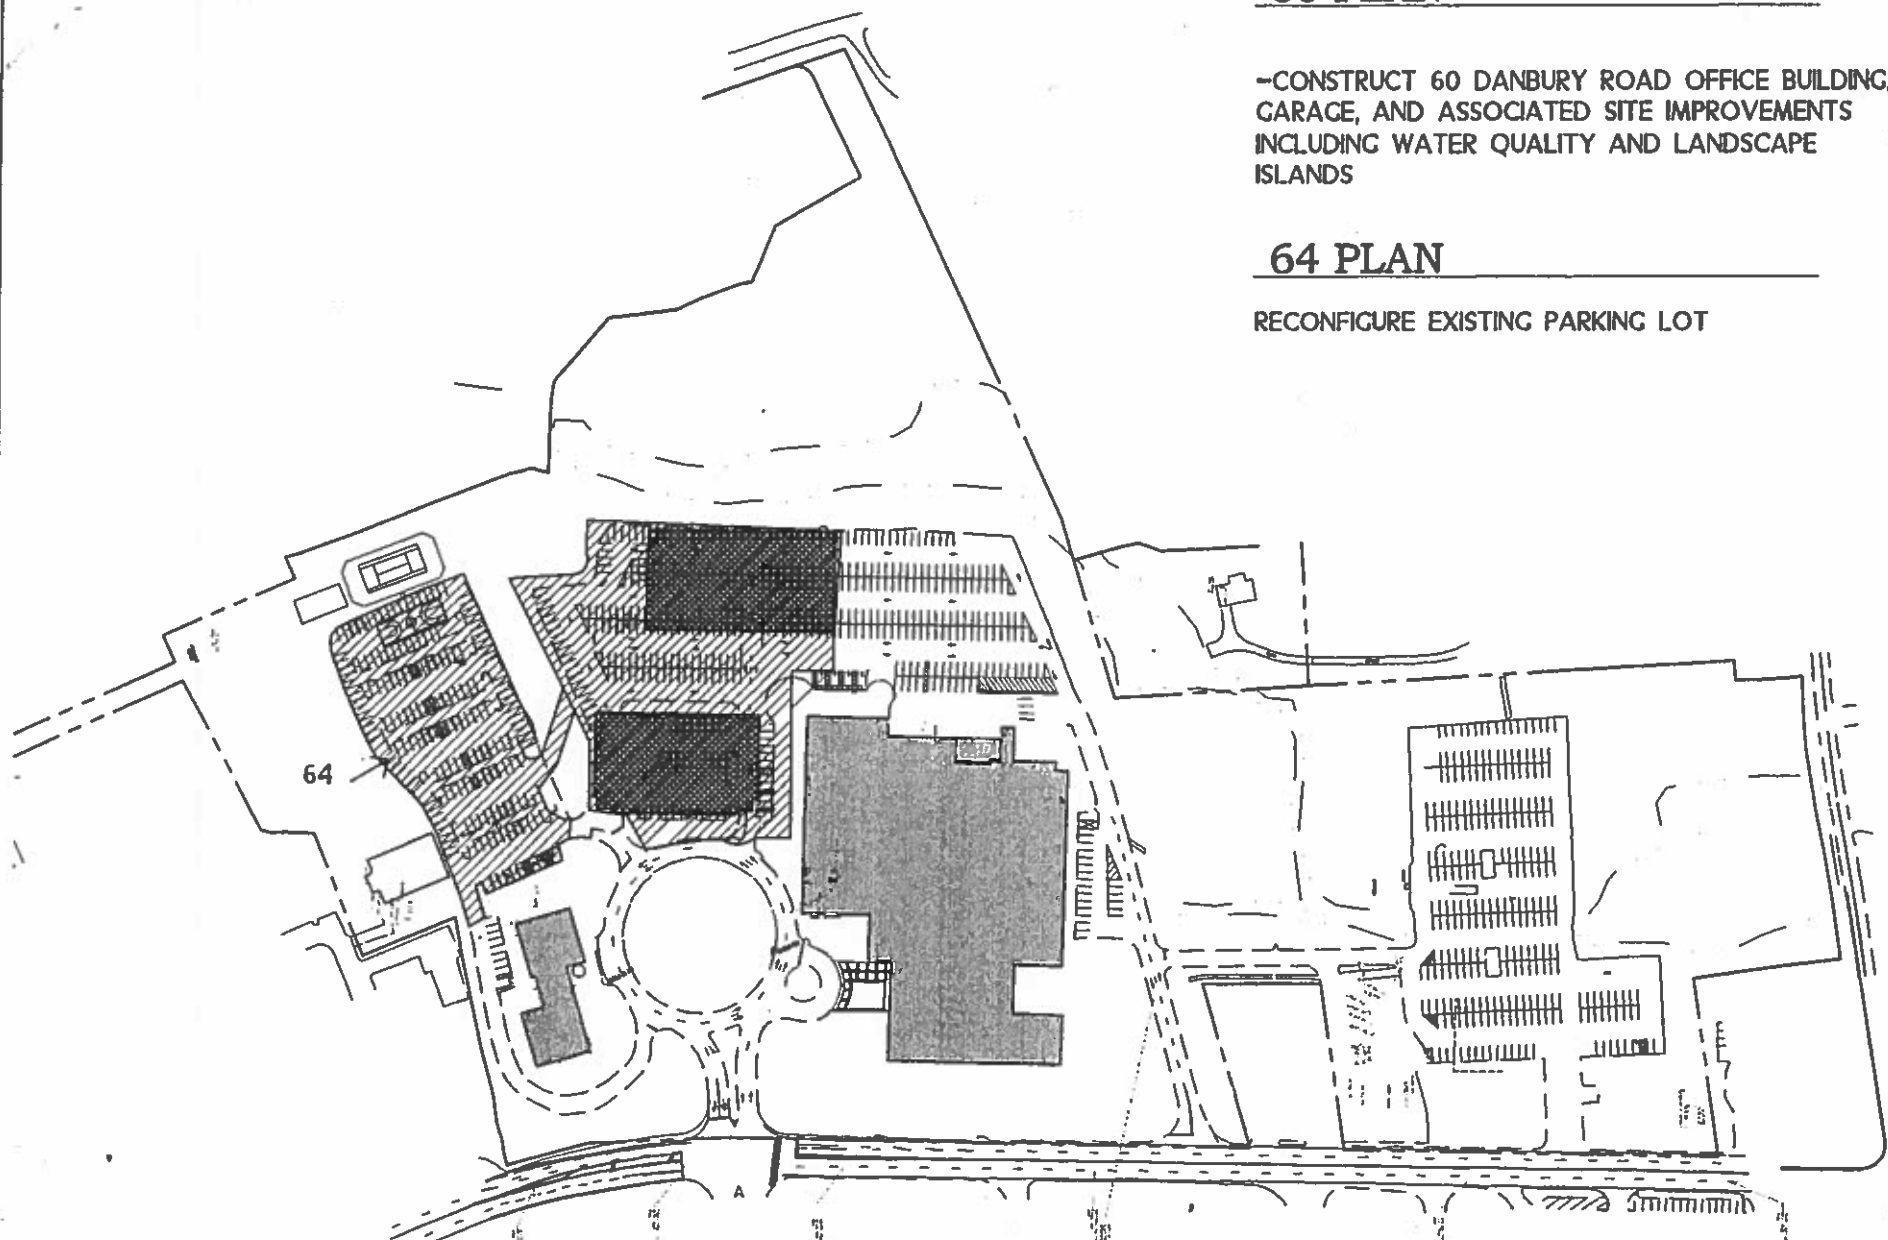 -CONSTRUCT 60 DANBURY ROAD OFFICE BUILDING,
GARAGE, AND ASSOCIATED SITE IMPROVEMENTS
INCLUDING WATER QUALITY AND LANDSCAPE
ISLANDS
64 PLAN
RECONFIGURE EXISTING PARKING LOT
64
A